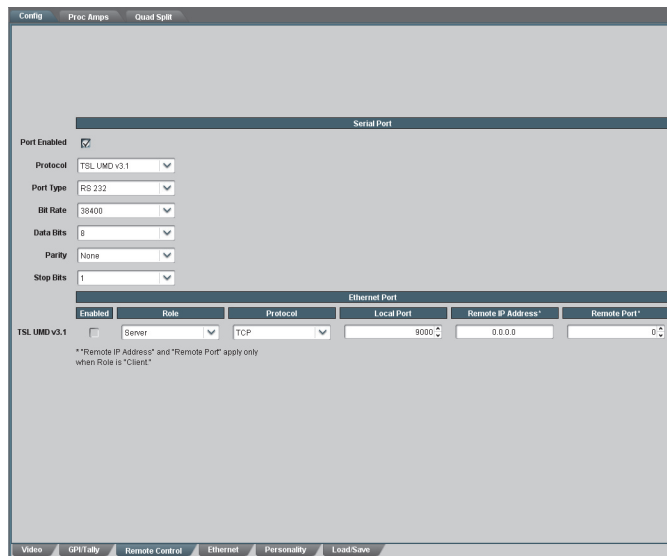 Config Proc Amps Quad Split
Serial Port
Port Enabled
Protocol TSL UMD v3.1
Port Type RS 232
Bit Rate 38400
Data Bits 8
Parity None
Stop Bits 1
Ethernet Port
Enabled Role Protocol Local Port Remote IP Address* Remote Port*
TSL UMD v3.1 Server TCP 9000 0.0.0.0 0
* "Remote IP Address" and "Remote Port" apply only
when Role is "Client."
Video GPI/Tally Remote Control Ethernet Personality Load/Save